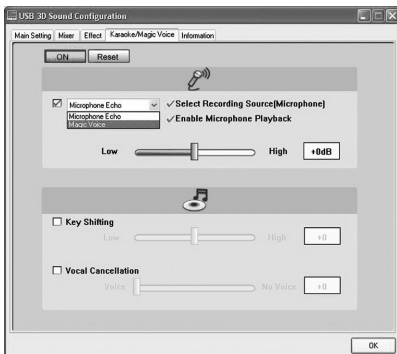 USB 3D Sound Configuration
Main Setting Mixer Effect Karaoke/Magic Voice Information
ON Reset
Microphone Echo ✓Select Recording Source(Microphone)
Microphone Echo
Magic Voice ✓Enable Microphone Playback
Low High +0dB
Key Shifting
Low High +0
Vocal Cancellation
Voice No Voice +0
OK